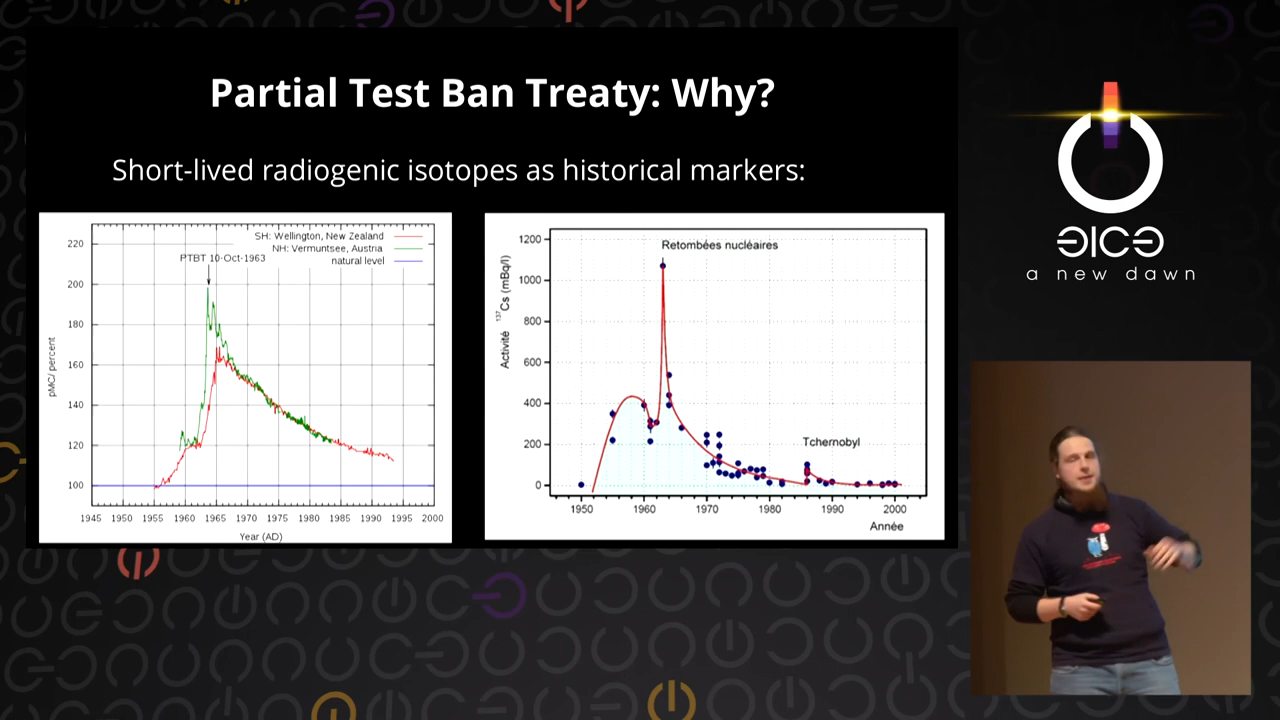 Partial Test Ban Treaty: Why?
Short-lived radiogenic isotopes as historical markers:
SH: Wellington, New Zealand
NH: Vermuntsee, Austria
natural level
PTBT 10-Oct-1963
220
200
180
160
140
120
100
pMC/ percent
1945 1950 1955 1960 1965 1970 1975 1980 1985 1990 1995 2000
Year (AD)
Retombées nucléaires
Tchernobyl
1200
1000
800
600
400
200
0
Activité ¹³⁷Cs (mBq/l)
1950 1960 1970 1980 1990 2000
Année
a new dawn